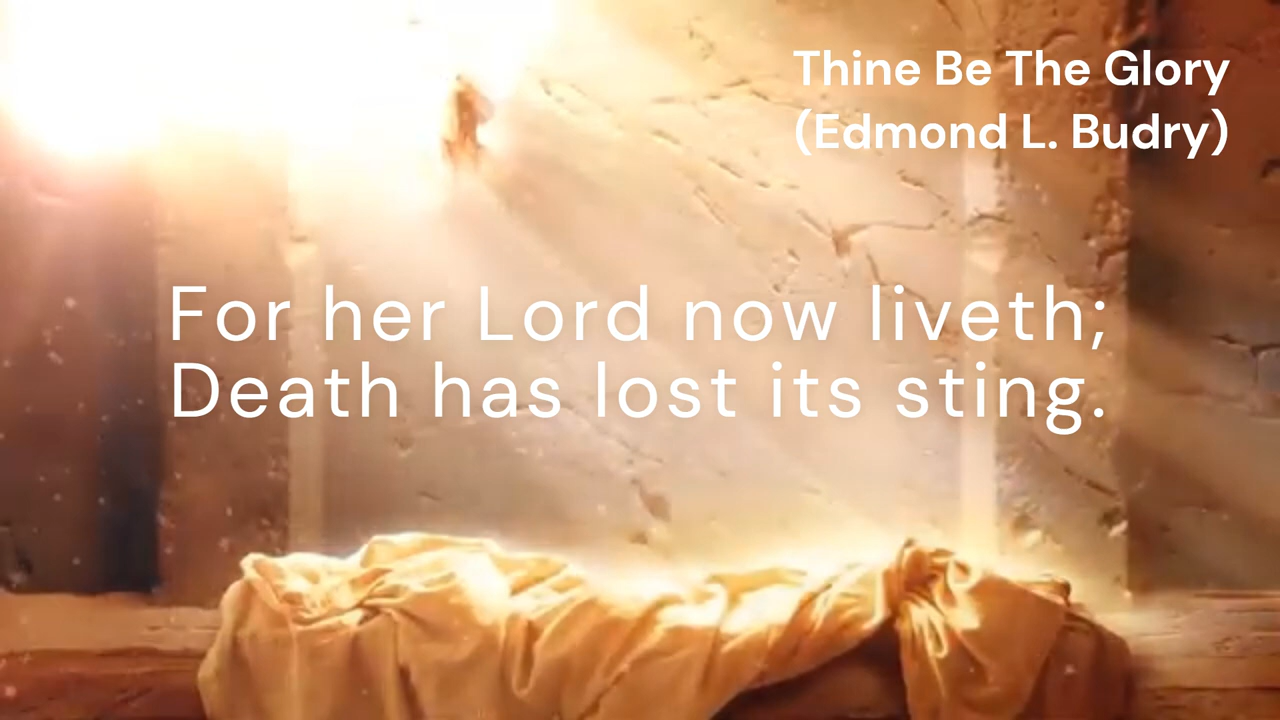 Thine Be The Glory
(Edmond L. Budry)
For her Lord now liveth;
Death has lost its sting.